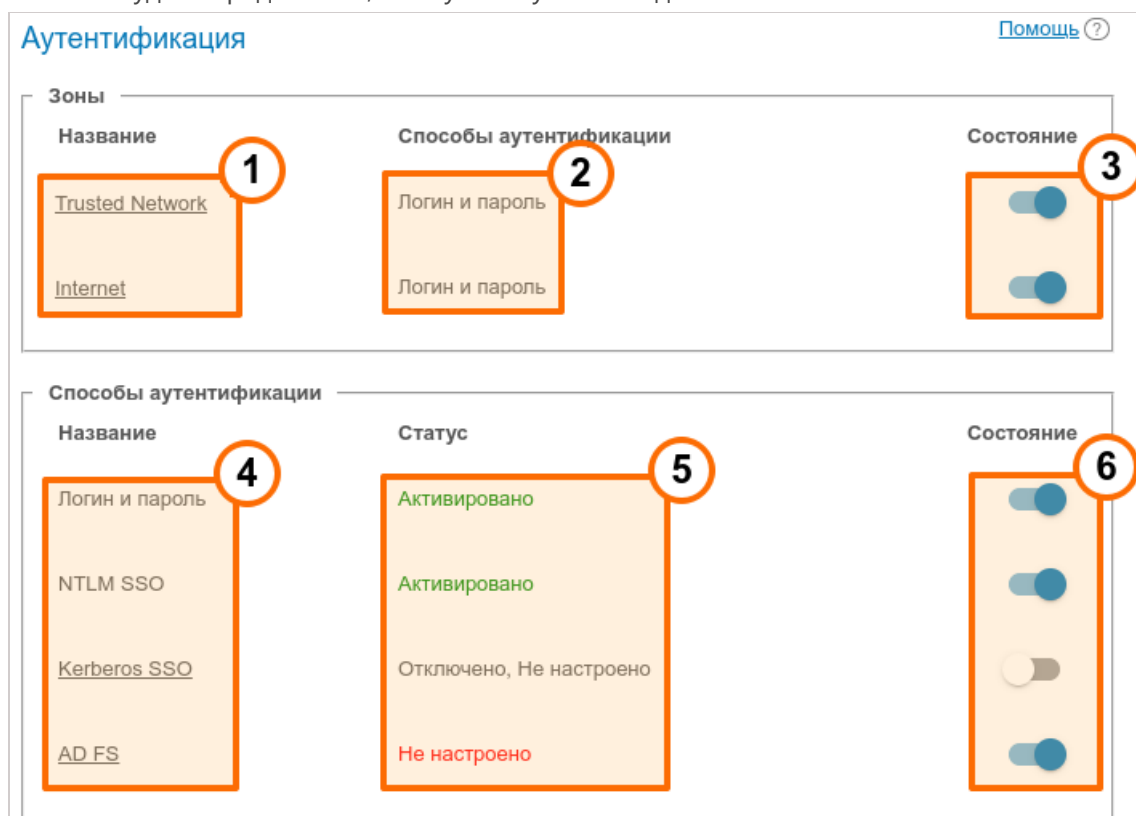 Аутентификация
Помощь ?
Зоны
Название Способы аутентификации Состояние
1 2 3
Trusted Network Логин и пароль
Internet Логин и пароль
Способы аутентификации
Название Статус Состояние
4 5 6
Логин и пароль Активировано
NTLM SSO Активировано
Kerberos SSO Отключено, Не настроено
AD FS Не настроено